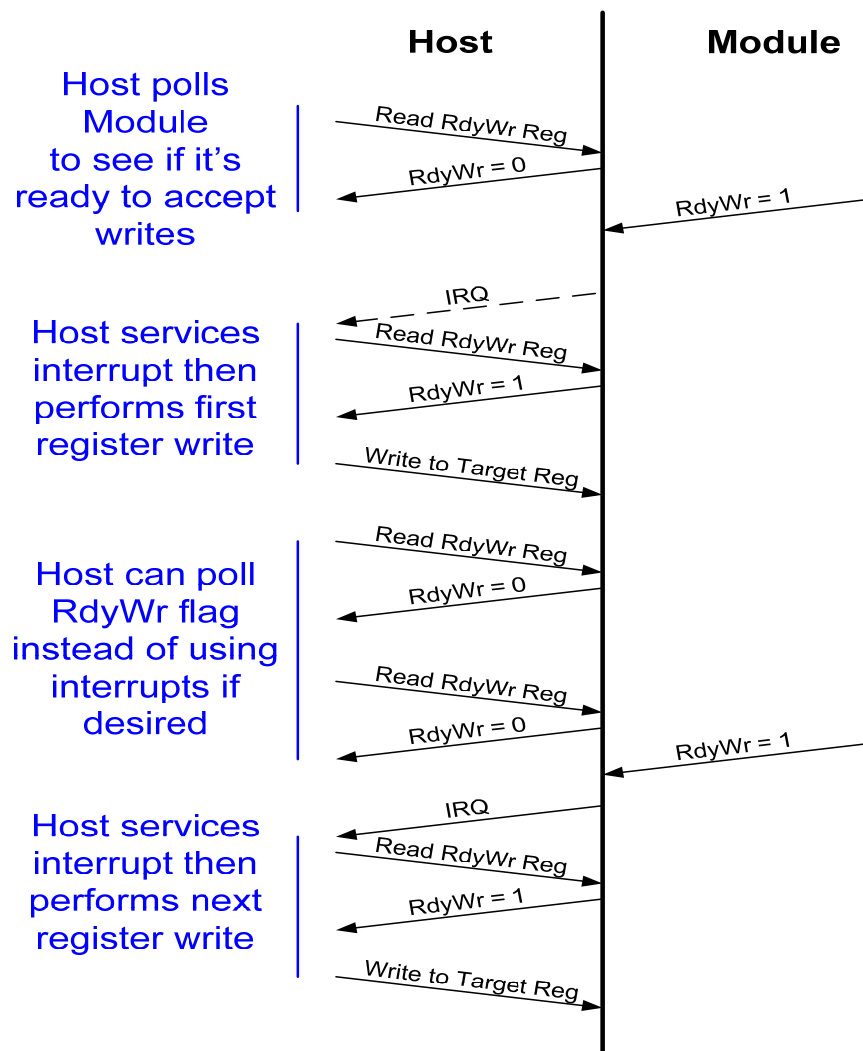 Host
Module
Host polls
Module
to see if it's
ready to accept
writes
Read RdyWr Reg
RdyWr = 0
RdyWr = 1
IRQ
Host services
interrupt then
performs first
register write
Read RdyWr Reg
RdyWr = 1
Write to Target Reg
Host can poll
RdyWr flag
instead of using
interrupts if
desired
Read RdyWr Reg
RdyWr = 0
Read RdyWr Reg
RdyWr = 0
RdyWr = 1
IRQ
Host services
interrupt then
performs next
register write
Read RdyWr Reg
RdyWr = 1
Write to Target Reg